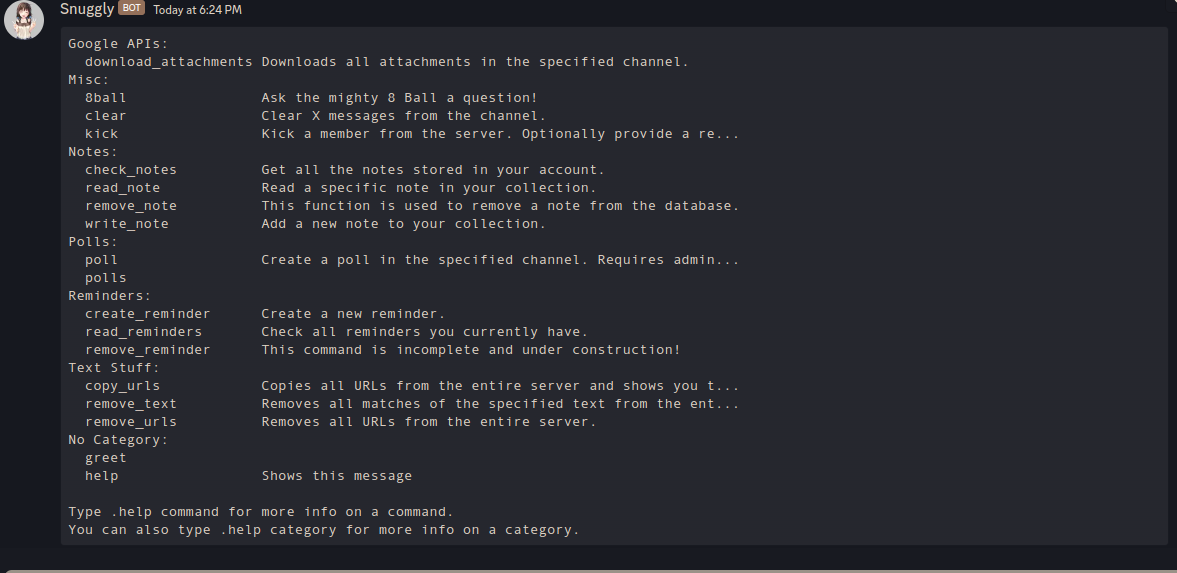 Snuggly BOT Today at 6:24 PM
Google APIs:
  download_attachments Downloads all attachments in the specified channel.
Misc:
  8ball                Ask the mighty 8 Ball a question!
  clear                Clear X messages from the channel.
  kick                 Kick a member from the server. Optionally provide a re...
Notes:
  check_notes          Get all the notes stored in your account.
  read_note            Read a specific note in your collection.
  remove_note          This function is used to remove a note from the database.
  write_note           Add a new note to your collection.
Polls:
  poll                 Create a poll in the specified channel. Requires admin...
  polls
Reminders:
  create_reminder      Create a new reminder.
  read_reminders       Check all reminders you currently have.
  remove_reminder      This command is incomplete and under construction!
Text Stuff:
  copy_urls            Copies all URLs from the entire server and shows you t...
  remove_text          Removes all matches of the specified text from the ent...
  remove_urls          Removes all URLs from the entire server.
No Category:
  greet
  help                 Shows this message

Type .help command for more info on a command.
You can also type .help category for more info on a category.